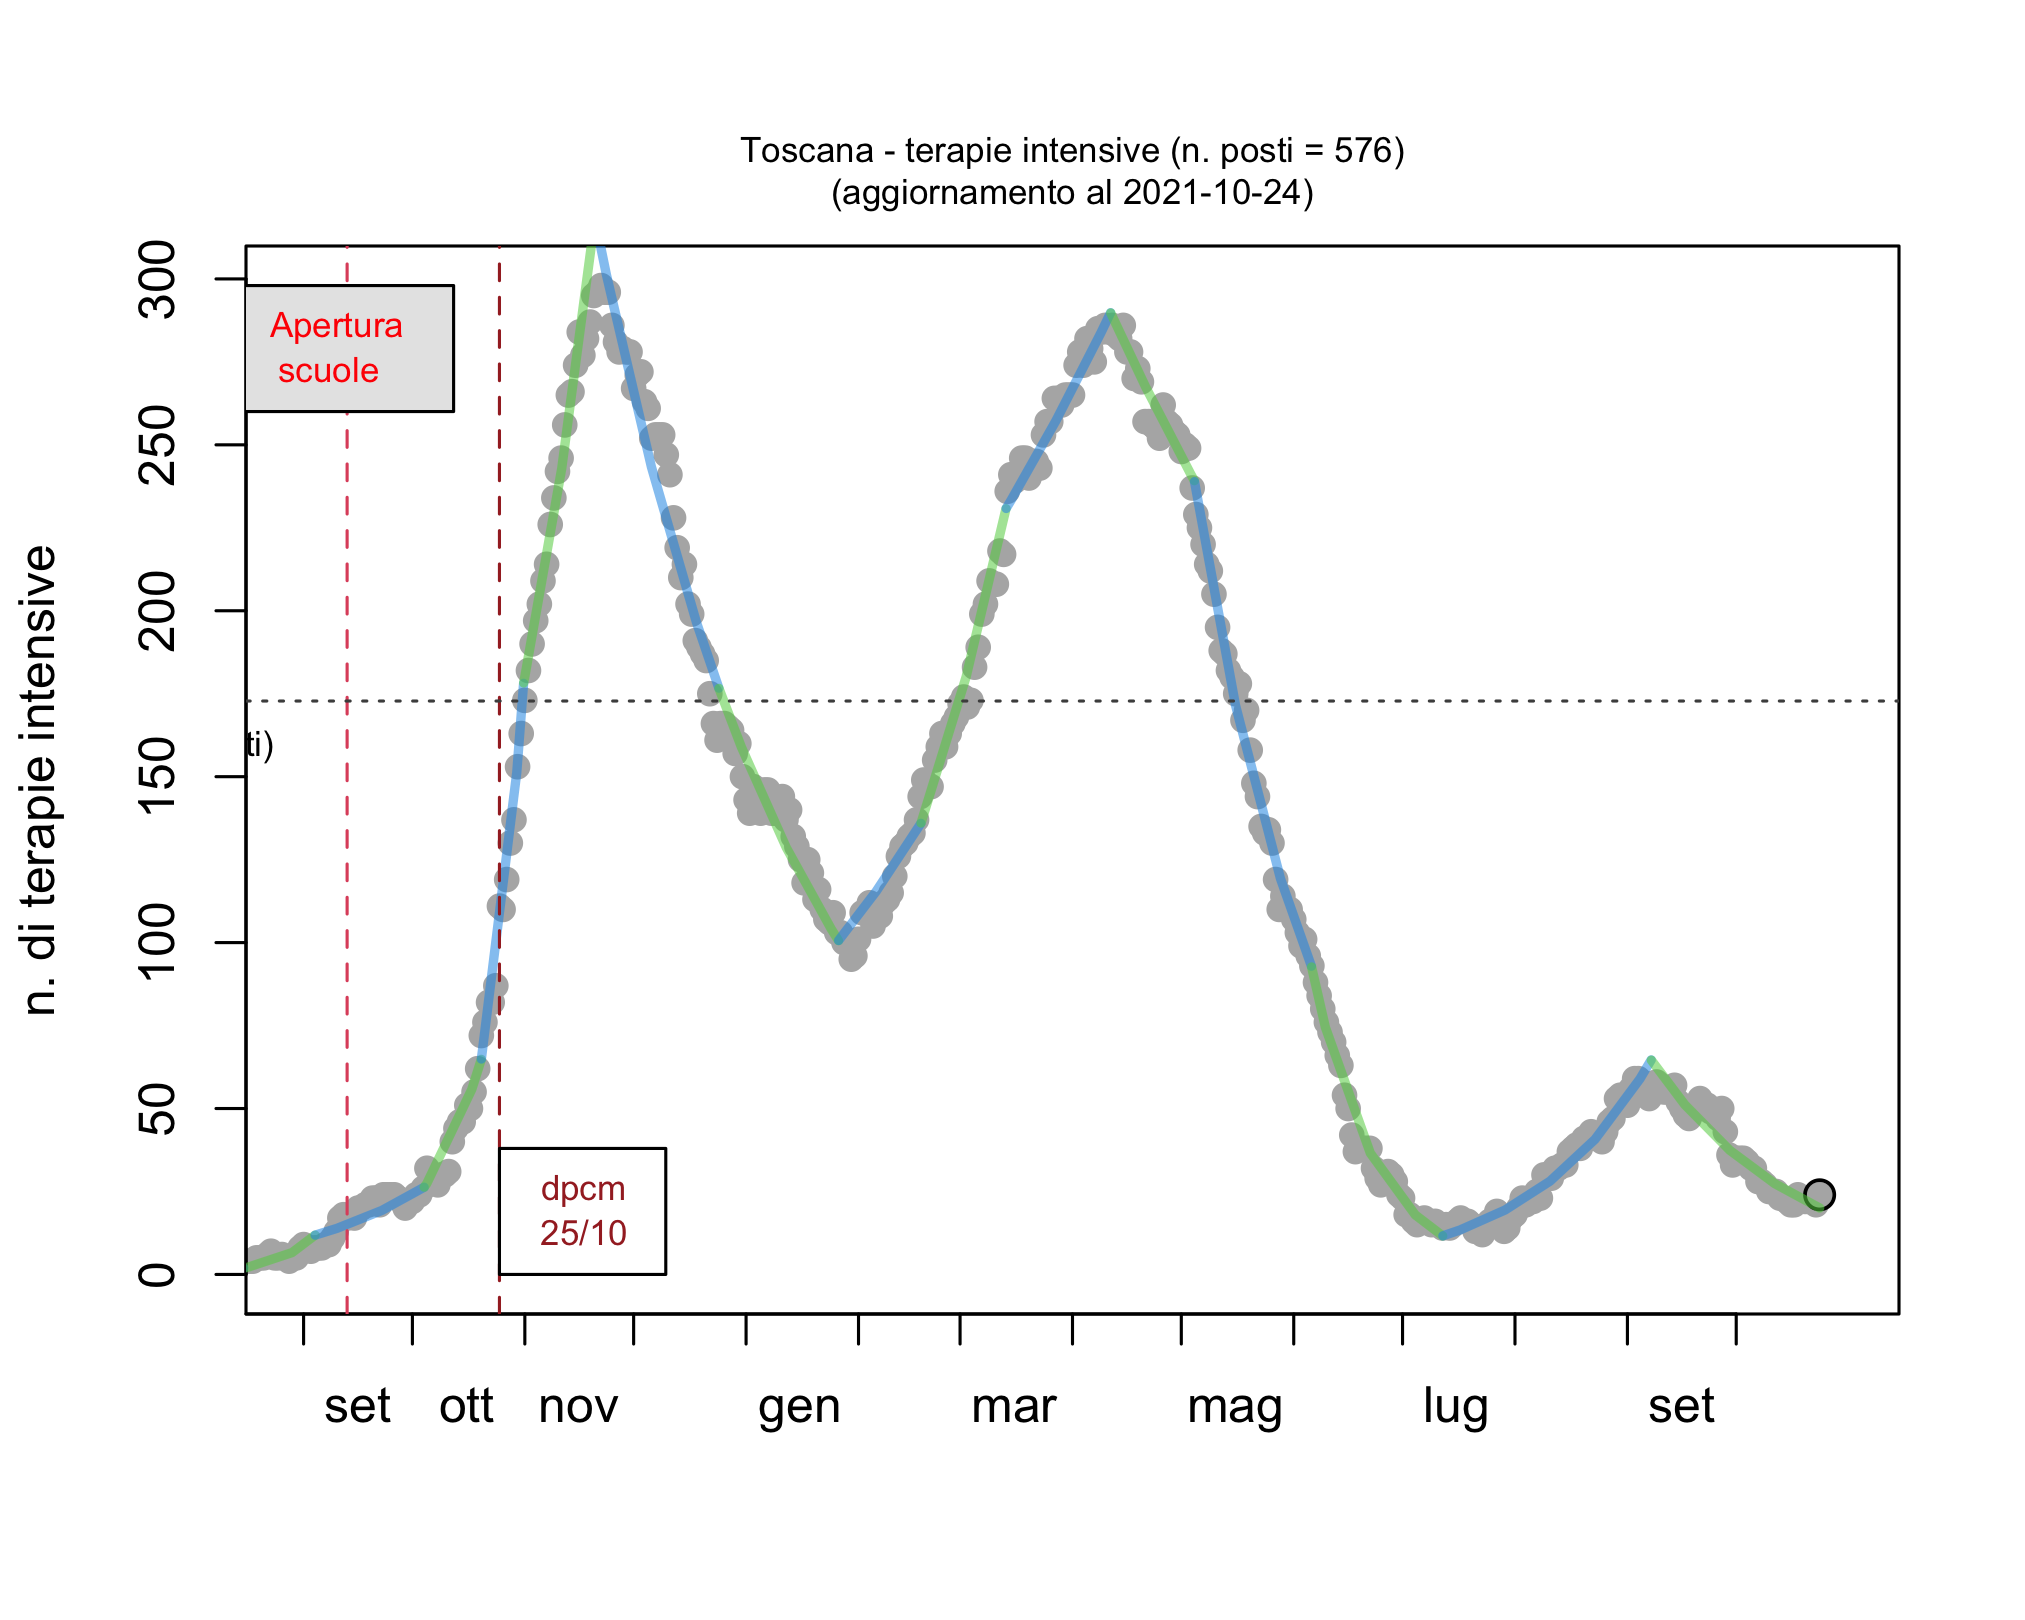 Toscana - terapie intensive (n. posti = 576)
(aggiornamento al 2021-10-24)
n. di terapie intensive
300
250
200
150
100
50
0
Apertura
scuole
ti)
dpcm
25/10
set ott nov gen mar mag lug set